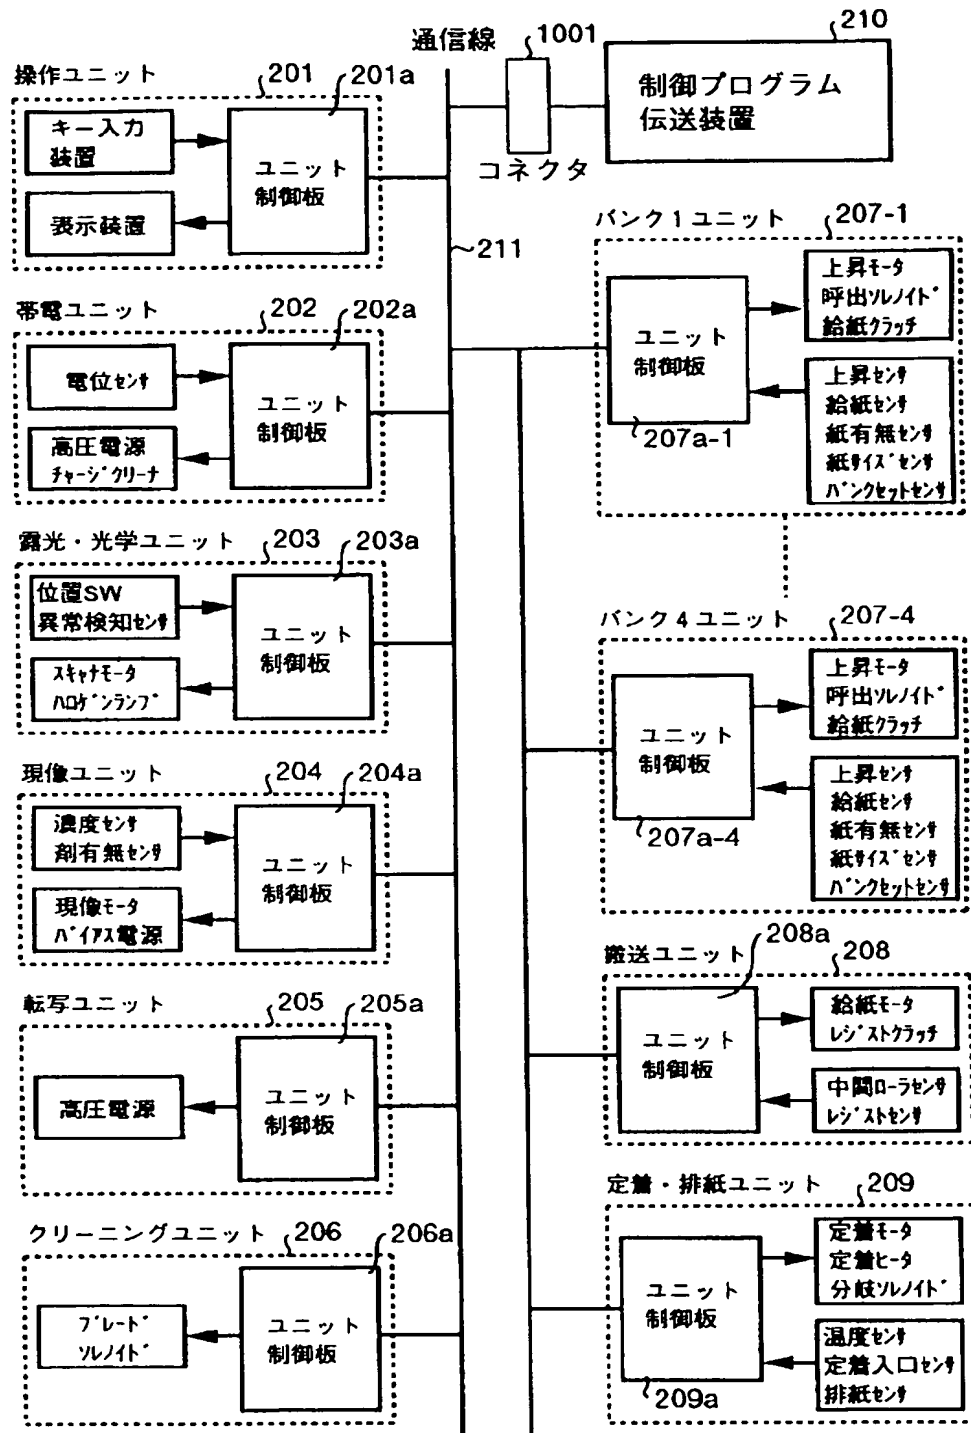 通信線
1001
210
制御プログラム
伝送装置
コネクタ
211
操作ユニット
201
201a
キー入力
装置
表示装置
ユニット
制御板
帯電ユニット
202
202a
電位センサ
高圧電源
チャージクリーナ
ユニット
制御板
露光・光学ユニット
203
203a
位置SW
異常検知センサ
スキャナモータ
ハロゲンランプ
ユニット
制御板
現像ユニット
204
204a
濃度センサ
剤有無センサ
現像モータ
バイアス電源
ユニット
制御板
転写ユニット
205
205a
高圧電源
ユニット
制御板
クリーニングユニット
206
206a
ブレード
ソレノイド
ユニット
制御板
バンク1ユニット
207-1
ユニット
制御板
207a-1
上昇モータ
呼出ソレノイド
給紙クラッチ
上昇センサ
給紙センサ
紙有無センサ
紙サイズセンサ
バンクセットセンサ
バンク4ユニット
207-4
ユニット
制御板
207a-4
上昇モータ
呼出ソレノイド
給紙クラッチ
上昇センサ
給紙センサ
紙有無センサ
紙サイズセンサ
バンクセットセンサ
搬送ユニット
208a
208
ユニット
制御板
給紙モータ
レジストクラッチ
中間ローラセンサ
レジストセンサ
定着・排紙ユニット
209
ユニット
制御板
209a
定着モータ
定着ヒータ
分岐ソレノイド
温度センサ
定着入口センサ
排紙センサ